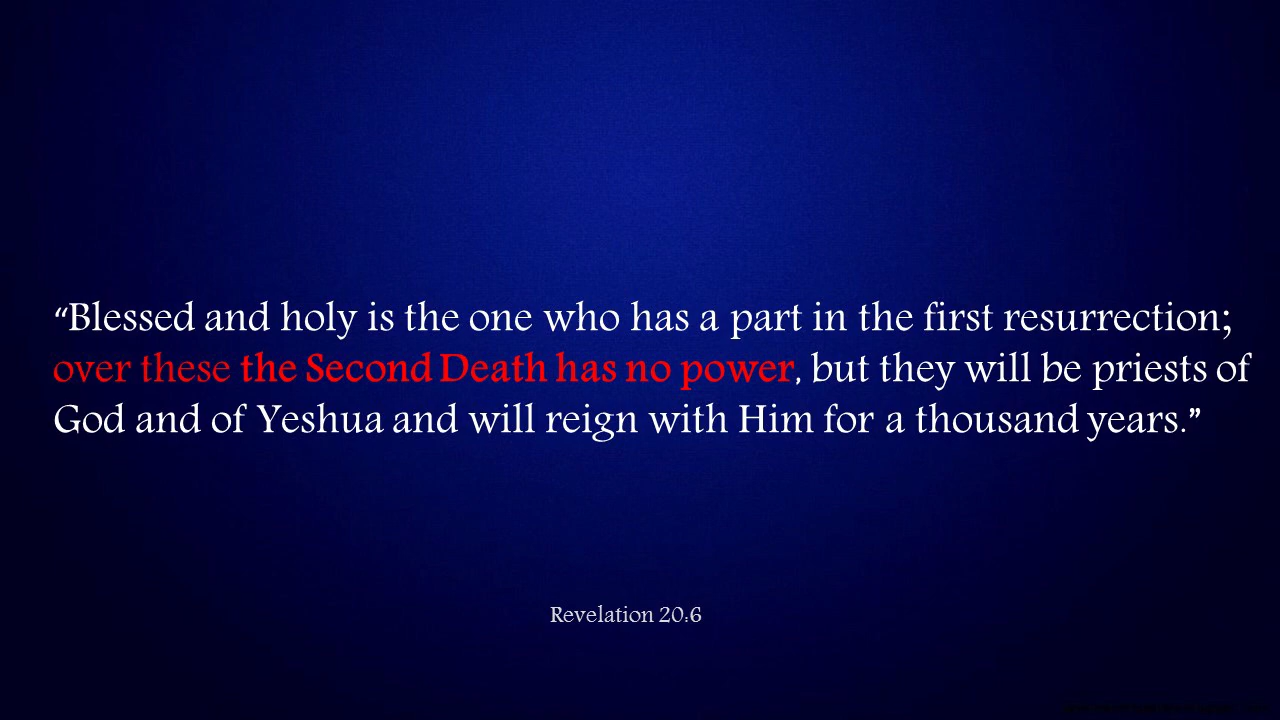 “Blessed and holy is the one who has a part in the first resurrection;
over these the Second Death has no power, but they will be priests of
God and of Yeshua and will reign with Him for a thousand years.”
Revelation 20:6